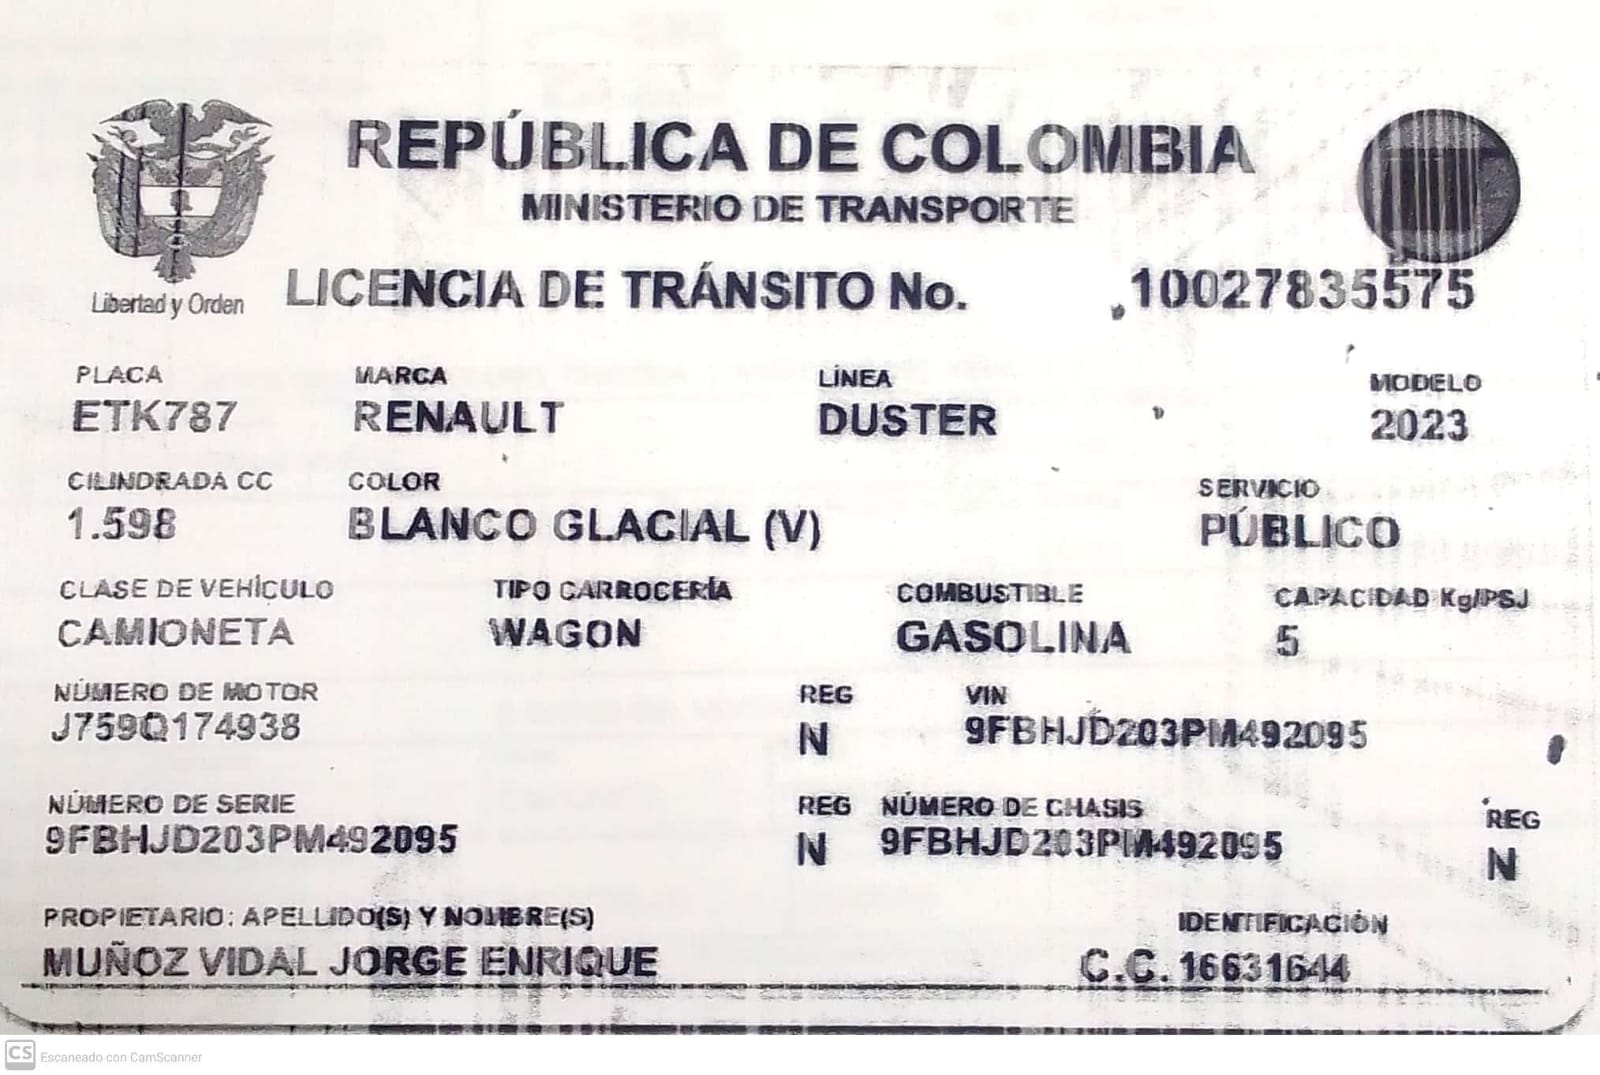 REPÚBLICA DE COLOMBIA
MINISTERIO DE TRANSPORTE
Libertad y Orden
LICENCIA DE TRÁNSITO No. 10027835575
PLACA MARCA LÍNEA MODELO
ETK787 RENAULT DUSTER 2023
CILINDRADA CC COLOR SERVICIO
1.598 BLANCO GLACIAL (V) PÚBLICO
CLASE DE VEHÍCULO TIPO CARROCERÍA COMBUSTIBLE CAPACIDAD Kg/PSJ
CAMIONETA WAGON GASOLINA 5
NÚMERO DE MOTOR REG VIN
J759Q174938 N 9FBHJD203PM492095
NÚMERO DE SERIE REG NÚMERO DE CHASIS REG
9FBHJD203PM492095 N 9FBHJD203PM492095 N
PROPIETARIO: APELLIDO(S) Y NOMBRE(S) IDENTIFICACIÓN
MUÑOZ VIDAL JORGE ENRIQUE C.C. 16631644
CS Escaneado con CamScanner